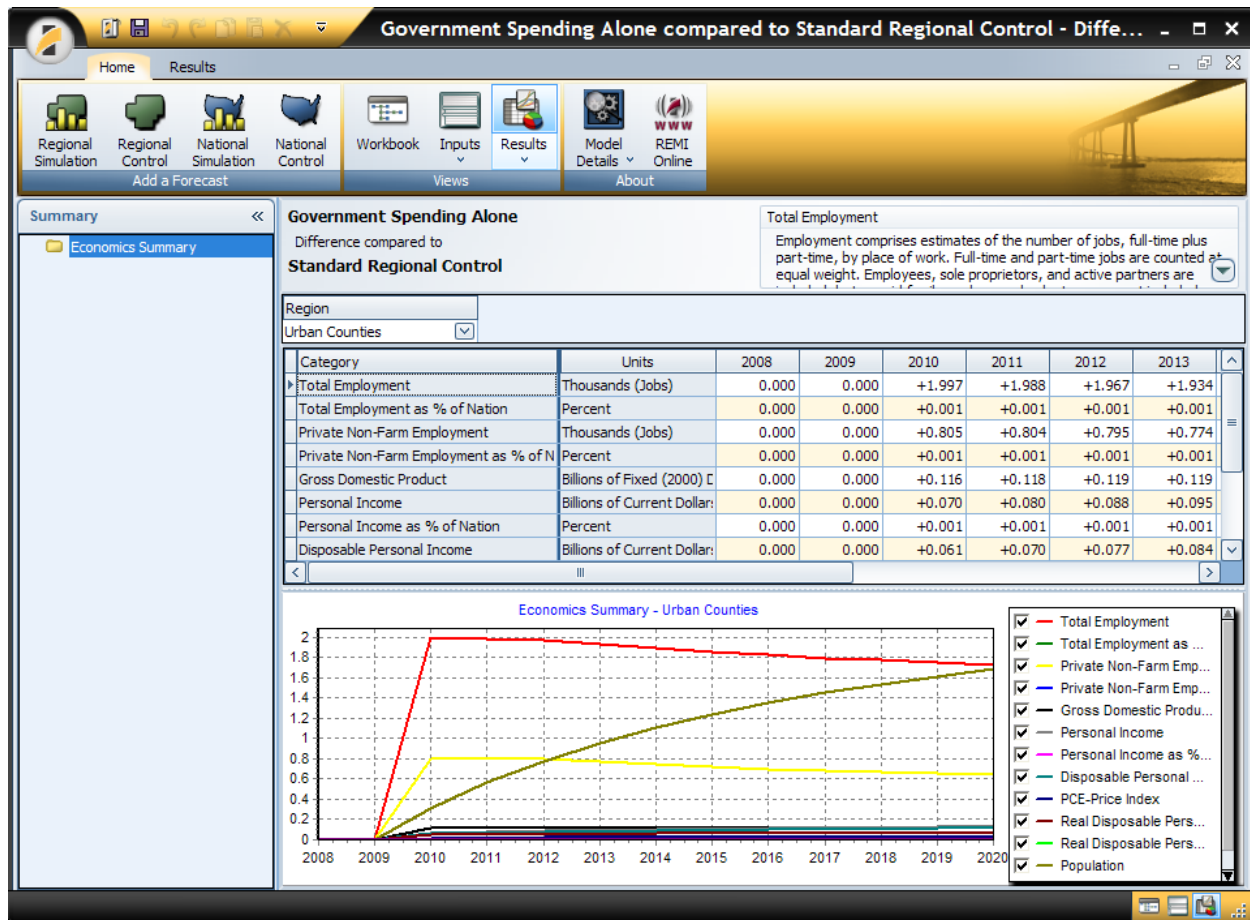 Government Spending Alone compared to Standard Regional Control - Diffe...
Home Results
Regional Simulation
Regional Control
National Simulation
National Control
Workbook
Inputs
Results
Model Details
WWW
REMI Online
Add a Forecast
Views
About
Summary
Economics Summary
Government Spending Alone
Difference compared to
Standard Regional Control
Total Employment
Employment comprises estimates of the number of jobs, full-time plus
part-time, by place of work. Full-time and part-time jobs are counted at
equal weight. Employees, sole proprietors, and active partners are
Region
Urban Counties
Category Units 2008 2009 2010 2011 2012 2013
Total Employment Thousands (Jobs) 0.000 0.000 +1.997 +1.988 +1.967 +1.934
Total Employment as % of Nation Percent 0.000 0.000 +0.001 +0.001 +0.001 +0.001
Private Non-Farm Employment Thousands (Jobs) 0.000 0.000 +0.805 +0.804 +0.795 +0.774
Private Non-Farm Employment as % of N Percent 0.000 0.000 +0.001 +0.001 +0.001 +0.001
Gross Domestic Product Billions of Fixed (2000) 0.000 0.000 +0.116 +0.118 +0.119 +0.119
Personal Income Billions of Current Dollar 0.000 0.000 +0.070 +0.080 +0.088 +0.095
Personal Income as % of Nation Percent 0.000 0.000 +0.001 +0.001 +0.001 +0.001
Disposable Personal Income Billions of Current Dollar 0.000 0.000 +0.061 +0.070 +0.077 +0.084
Economics Summary - Urban Counties
2
1.8
1.6
1.4
1.2
1
0.8
0.6
0.4
0.2
0
2008 2009 2010 2011 2012 2013 2014 2015 2016 2017 2018 2019 2020
Total Employment
Total Employment as ...
Private Non-Farm Emp...
Private Non-Farm Emp...
Gross Domestic Produ...
Personal Income
Personal Income as %...
Disposable Personal ...
PCE-Price Index
Real Disposable Pers...
Real Disposable Pers...
Population